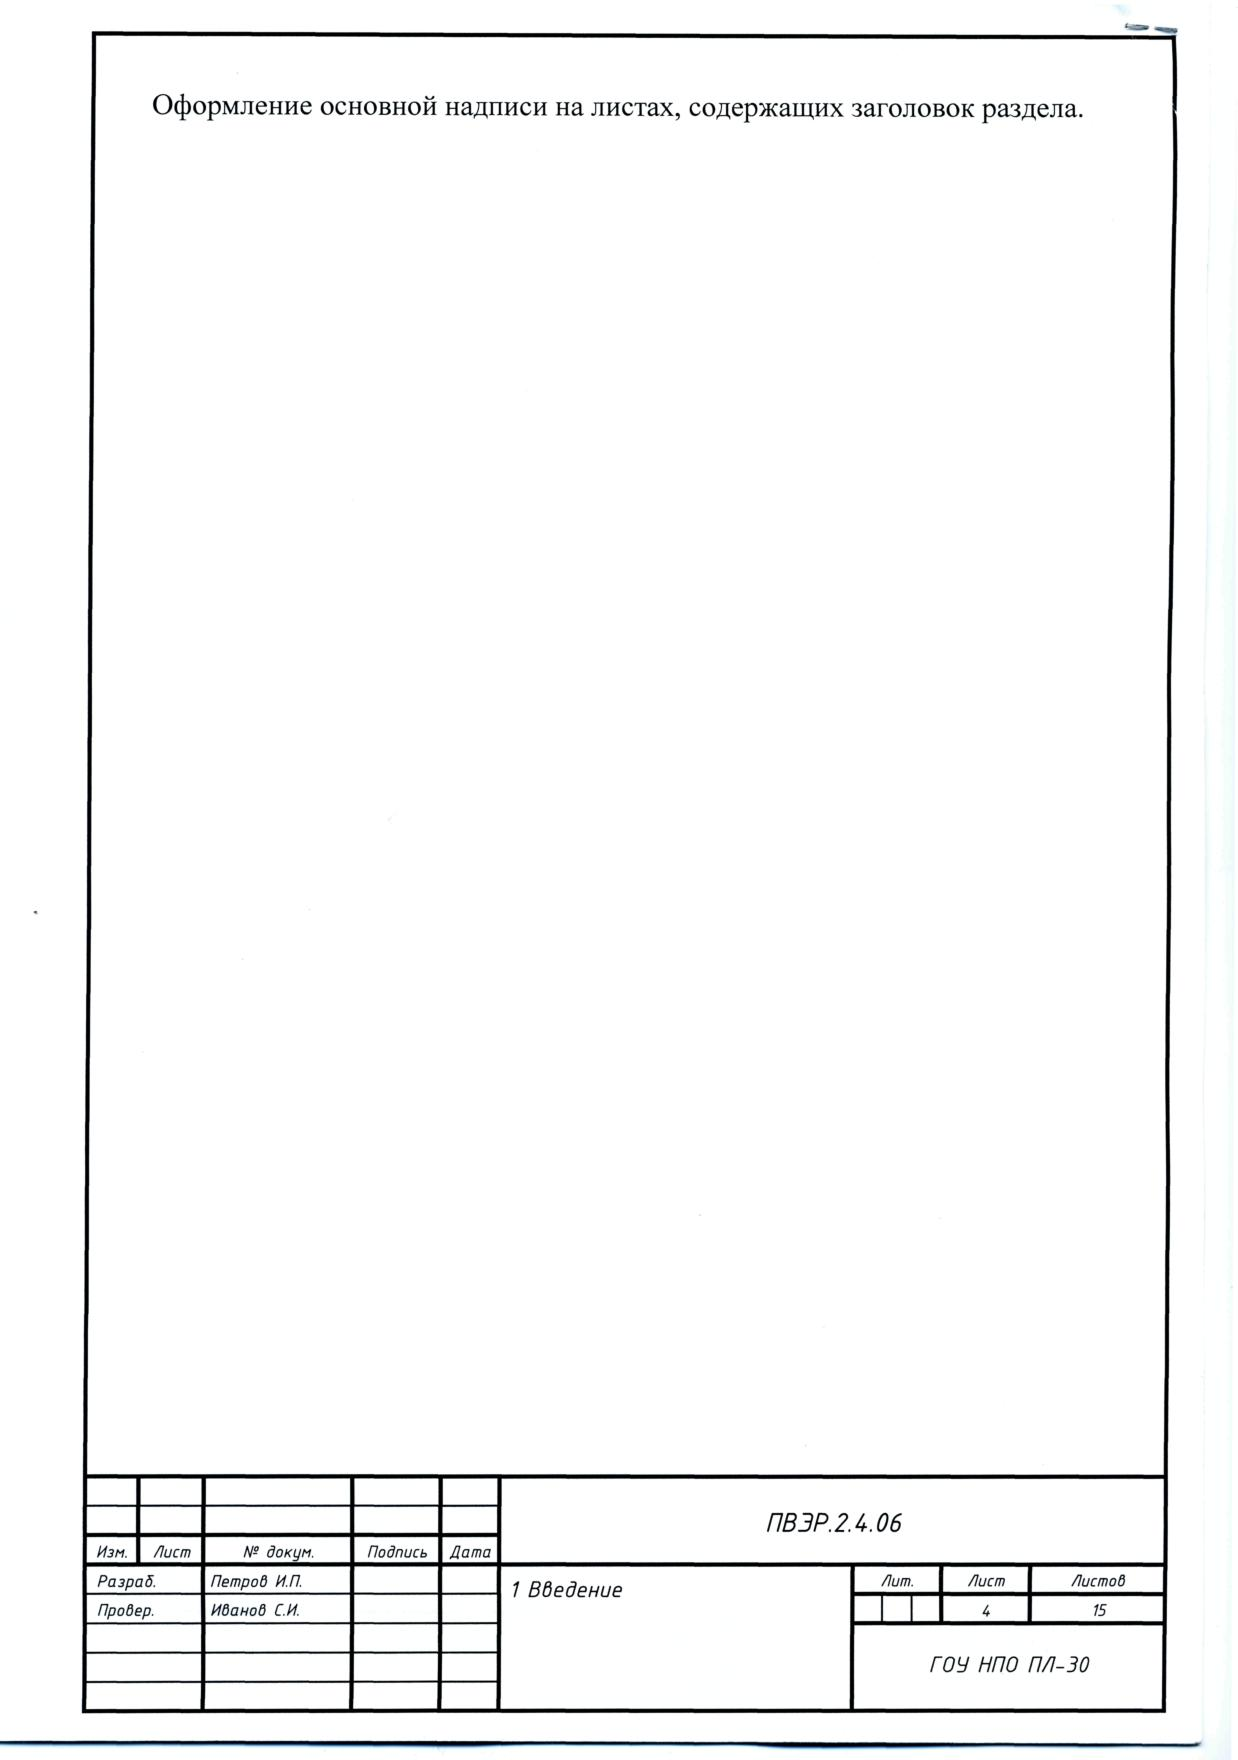 Оформление основной надписи на листах, содержащих заголовок раздела.
ПВЭР.2.4.06
Изм. Лист № докум. Подпись Дата
Разраб. Петров И.П.
Провер. Иванов С.И.
1 Введение
Лит. Лист Листов
4 15
ГОУ НПО ПЛ-30